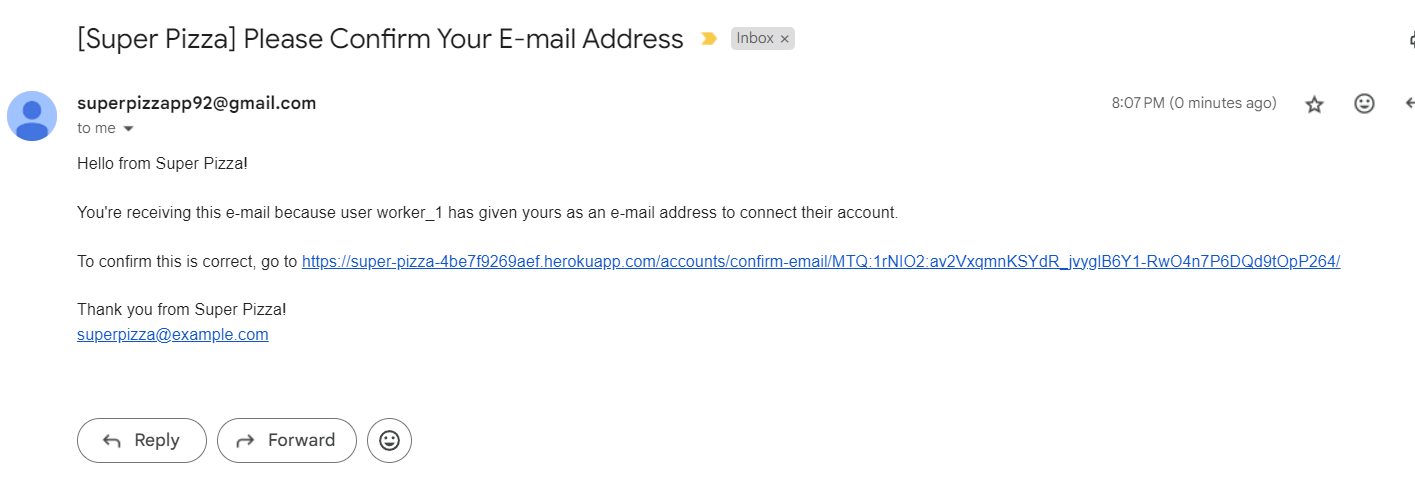 [Super Pizza] Please Confirm Your E-mail Address
Inbox ×
superpizzapp92@gmail.com
8:07 PM (0 minutes ago)
to me
Hello from Super Pizza!
You're receiving this e-mail because user worker_1 has given yours as an e-mail address to connect their account.
To confirm this is correct, go to https://super-pizza-4be7f9269aef.herokuapp.com/accounts/confirm-email/MTQ:1rNIO2:av2VxqmnKSYdR_jvyglB6Y1-RwO4n7P6DQd9tOpP264/
Thank you from Super Pizza!
superpizza@example.com
Reply
Forward